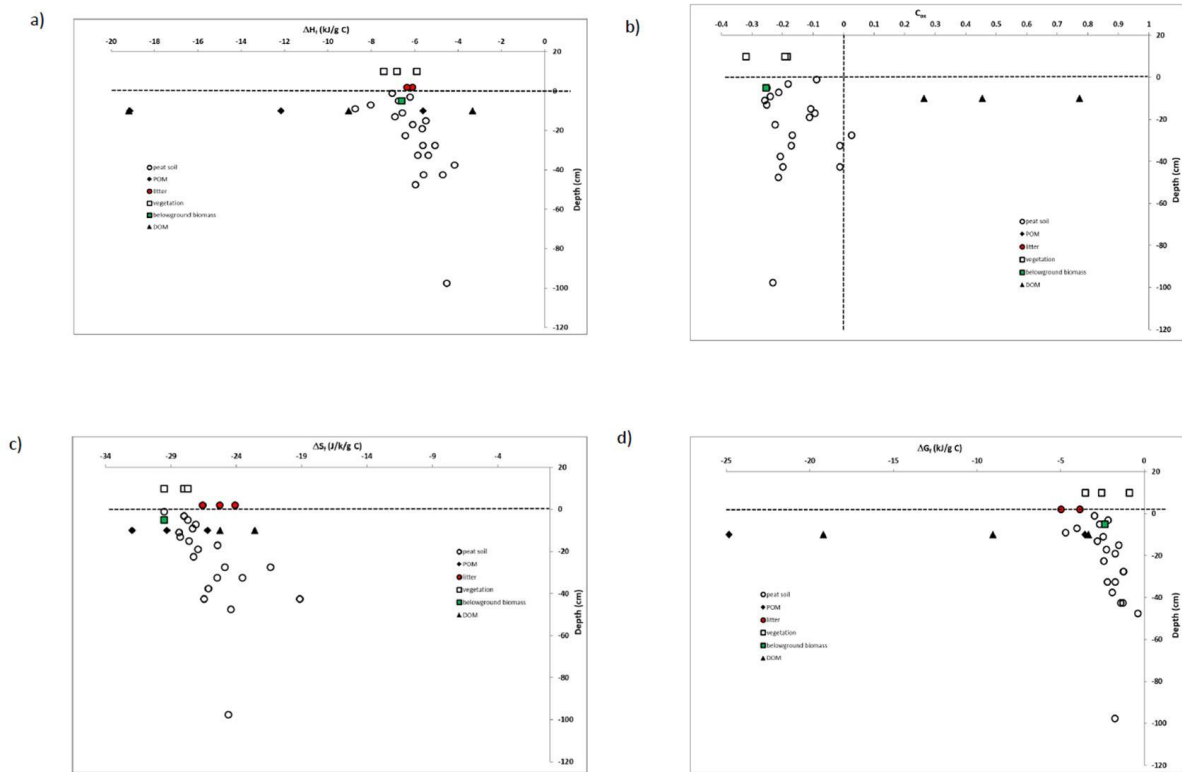 a)
ΔHf (kJ/g C)
-20 -18 -16 -14 -12 -10 -8 -6 -4 -2 0
20
0
-20
-40
-60
-80
-100
-120
Depth (cm)
peat soil
POM
litter
vegetation
belowground biomass
DOM
b)
Cox
-0.4 -0.3 -0.2 -0.1 0 0.1 0.2 0.3 0.4 0.5 0.6 0.7 0.8 0.9 1
20
0
-20
-40
-60
-80
-100
-120
Depth (cm)
peat soil
POM
litter
vegetation
belowground biomass
DOM
c)
ΔSf (J/k/g C)
-34 -29 -24 -19 -14 -9 -4
20
0
-20
-40
-60
-80
-100
-120
Depth (cm)
peat soil
POM
litter
vegetation
belowground biomass
DOM
d)
ΔGf (kJ/g C)
-25 -20 -15 -10 -5 0
20
0
-20
-40
-60
-80
-100
-120
Depth (cm)
peat soil
POM
litter
vegetation
belowground biomass
DOM